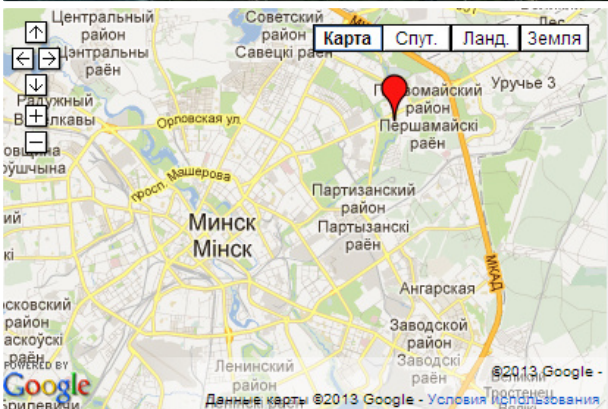 Центральный
район
Цэнтральны
раён
Советский
район
Савецкі раён
Карта
Спут.
Ланд.
Земля
Уручье 3
район
Першамайскі
раён
Орловская ул.
просп. Машерова
Партизанский
район
Партызанскі
раён
Минск
Мінск
МКАД
Ангарская
Заводской
район
Заводскі
раён
район
раён
Ленинский
район
POWERED BY
Google
©2013 Google -
Данные карты ©2013 Google - Условия использования